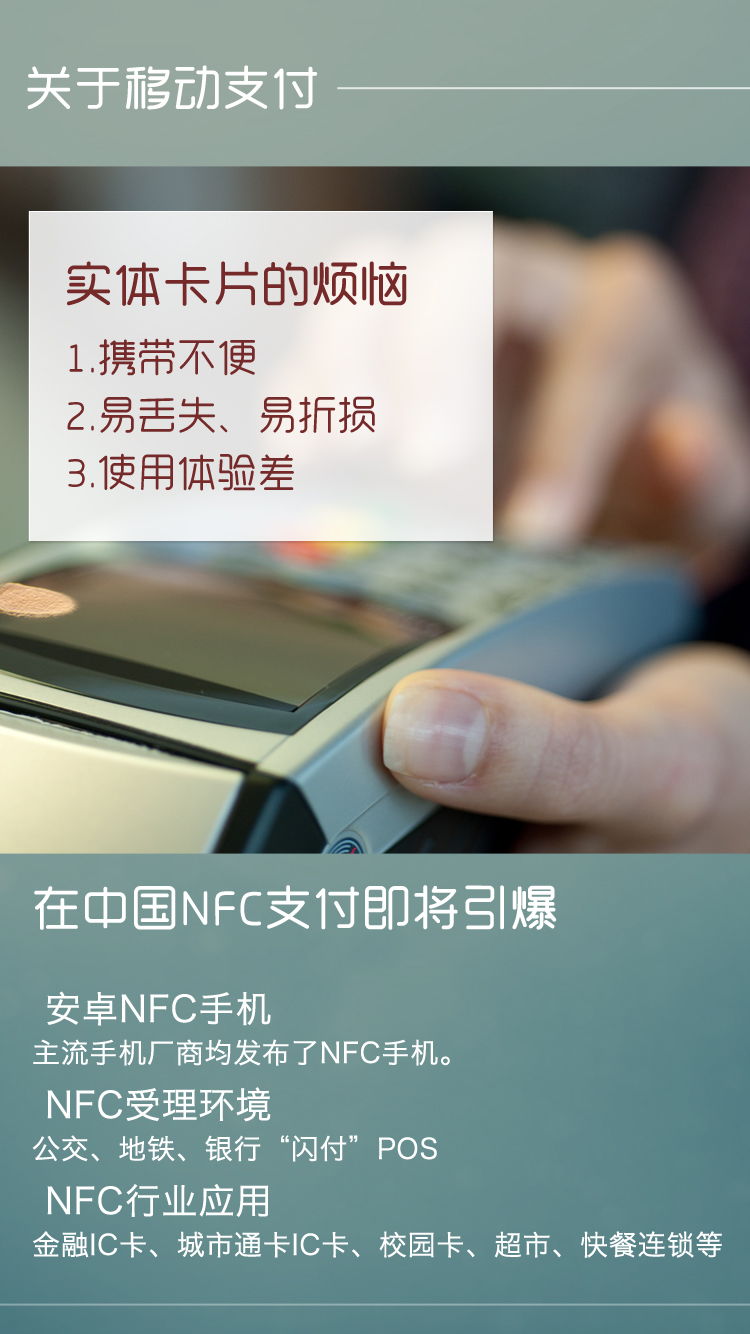 关于移动支付
实体卡片的烦恼
1.携带不便
2.易丢失、易折损
3.使用体验差
在中国NFC支付即将引爆
安卓NFC手机
主流手机厂商均发布了NFC手机。
NFC受理环境
公交、地铁、银行“闪付”POS
NFC行业应用
金融IC卡、城市通卡IC卡、校园卡、超市、快餐连锁等